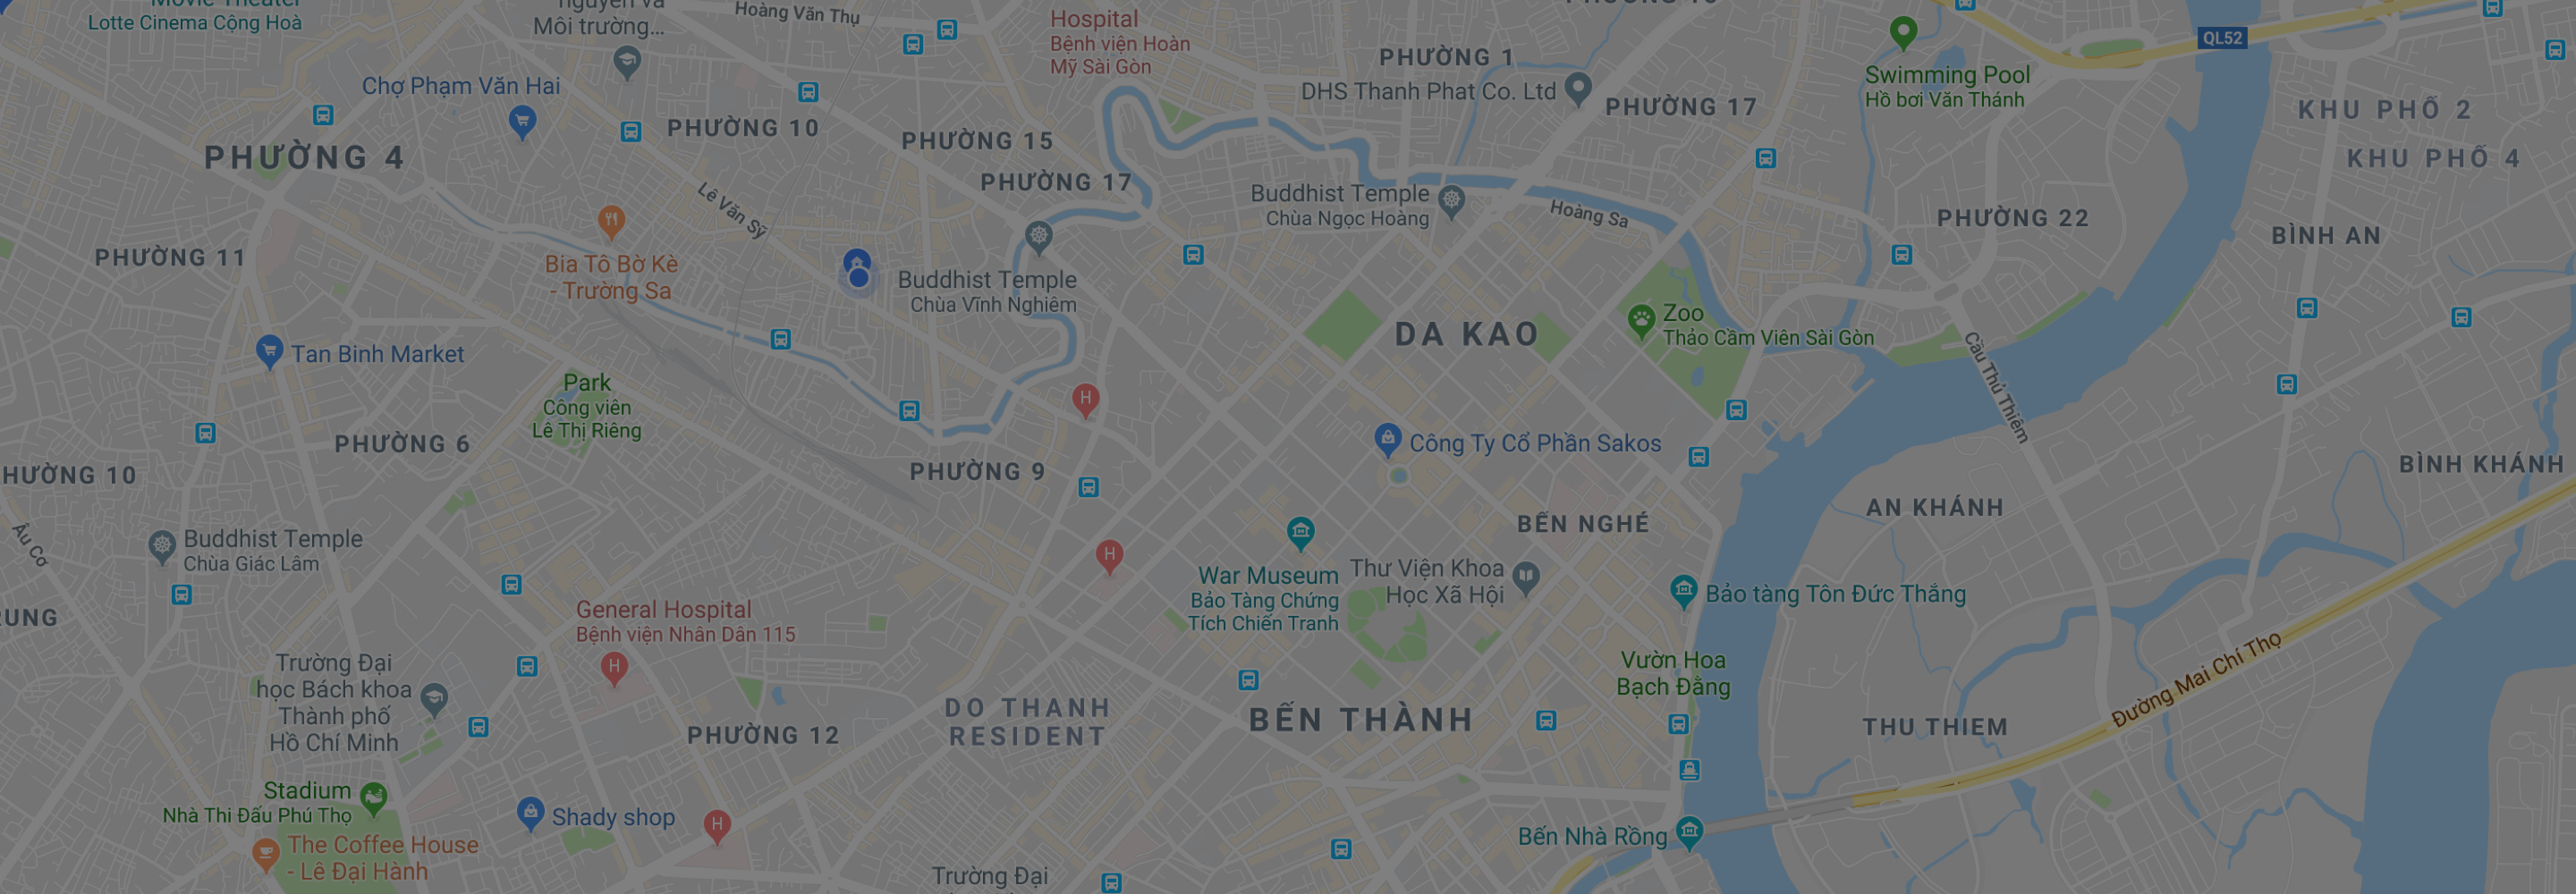 Movie Theater
Lotte Cinema Cộng Hoà
nguyên và
Môi trường...
Hoàng Văn Thụ
Hospital
Bệnh viện Hoàn
Mỹ Sài Gòn
PHƯỜNG 1
DHS Thanh Phat Co. Ltd
PHƯỜNG 17
QL52
Swimming Pool
Hồ bơi Văn Thánh
KHU PHỐ 2
KHU PHỐ 4
Chợ Phạm Văn Hai
PHƯỜNG 4
PHƯỜNG 10
PHƯỜNG 15
PHƯỜNG 17
Lê Văn Sỹ
Buddhist Temple
Chùa Ngọc Hoàng
Hoàng Sa
PHƯỜNG 22
BÌNH AN
PHƯỜNG 11
Bia Tô Bờ Kè
- Trường Sa
Buddhist Temple
Chùa Vĩnh Nghiêm
DA KAO
Zoo
Thảo Cầm Viên Sài Gòn
Cầu Thủ Thiêm
Tan Binh Market
Park
Công viên
Lê Thị Riêng
PHƯỜNG 6
HƯỜNG 10
PHƯỜNG 9
H
Công Ty Cổ Phần Sakos
BÌNH KHÁNH
AN KHÁNH
BẾN NGHÉ
Âu Cơ
Buddhist Temple
Chùa Giác Lâm
H
War Museum
Bảo Tàng Chứng
Tích Chiến Tranh
Thư Viện Khoa
Học Xã Hội
Bảo tàng Tôn Đức Thắng
RUNG
General Hospital
Bệnh viện Nhân Dân 115
H
Vườn Hoa
Bạch Đằng
Đường Mai Chí Thọ
Trường Đại
học Bách khoa
Thành phố
Hồ Chí Minh
PHƯỜNG 12
DO THANH
RESIDENT
BẾN THÀNH
THU THIEM
Stadium
Nhà Thi Đấu Phú Thọ
Shady shop
H
Bến Nhà Rồng
The Coffee House
- Lê Đại Hành
Trường Đại